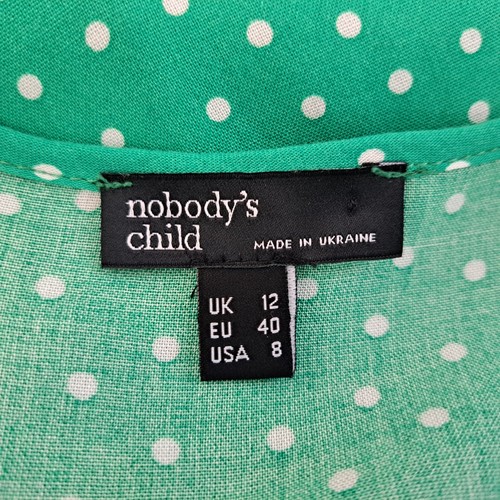 nobody's
child MADE IN UKRAINE
UK 12
EU 40
USA 8